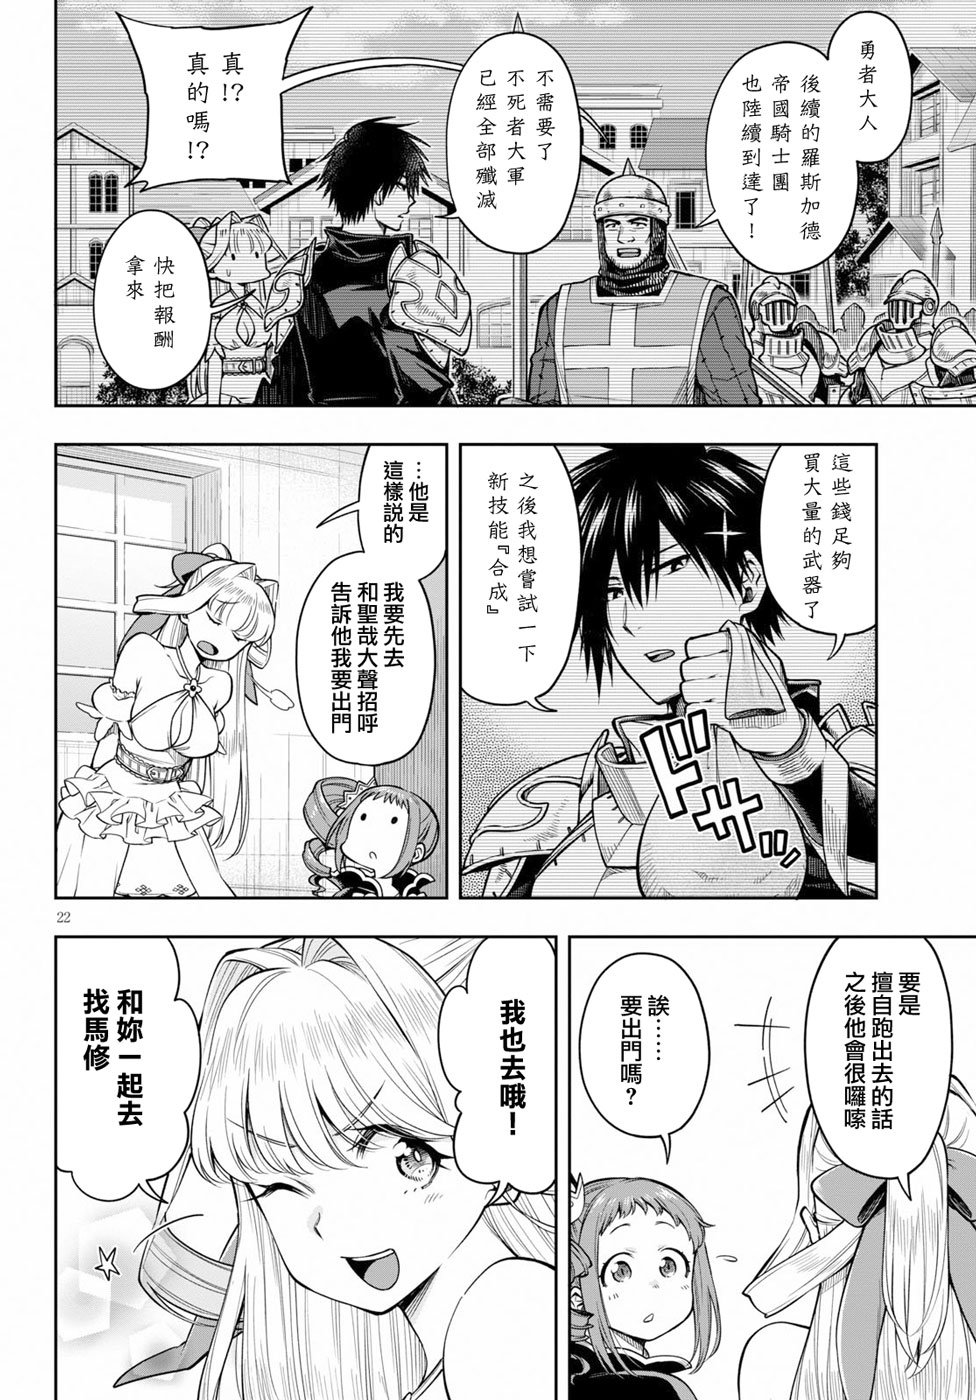 勇者大人
後續的羅斯加德
帝國騎士團
也陸續到達了！
不需要了
不死者大軍
已經全部殲滅
真!?
真的嗎!?
快把報酬
拿來
這些錢足夠
買大量的武器了
之後我想嘗試一下
新技能『合成』
ドサッ
…他是
這樣説的
我要先去
和聖哉大聲招呼
告訴他我要出門
22
要是
擅自跑出去的話
之後他會很囉嗦
誒……
要出門嗎？
我也去哦！
和妳一起去
找馬修